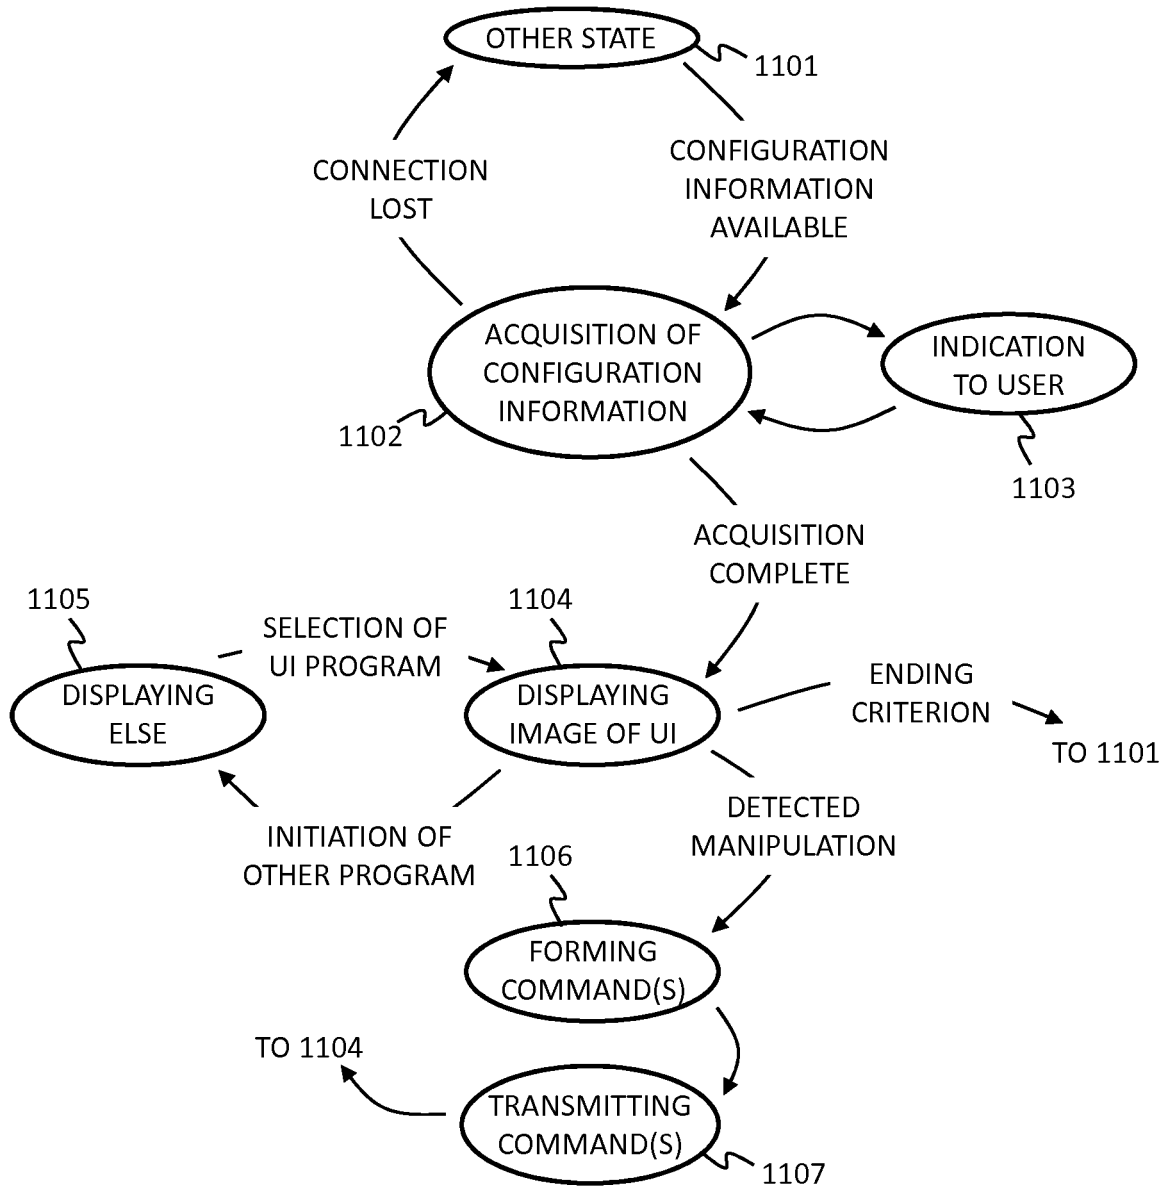 OTHER STATE
1101
CONNECTION
LOST
CONFIGURATION
INFORMATION
AVAILABLE
ACQUISITION OF
CONFIGURATION
INFORMATION
1102
INDICATION
TO USER
1103
ACQUISITION
COMPLETE
1105
SELECTION OF
UI PROGRAM
1104
DISPLAYING
ELSE
DISPLAYING
IMAGE OF UI
ENDING
CRITERION
TO 1101
INITIATION OF
OTHER PROGRAM
DETECTED
MANIPULATION
1106
FORMING
COMMAND(S)
TO 1104
TRANSMITTING
COMMAND(S)
1107